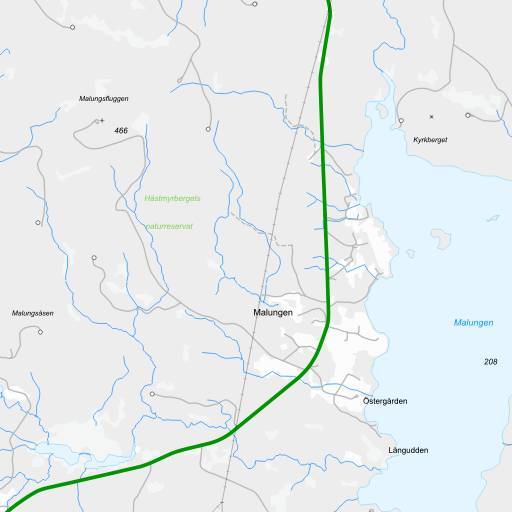 Malungsfluggen
466
Kyrkberget
Hästmyrbergets
naturreservat
Malungsåsen
Malungen
Malungen
208
Östergården
Långudden